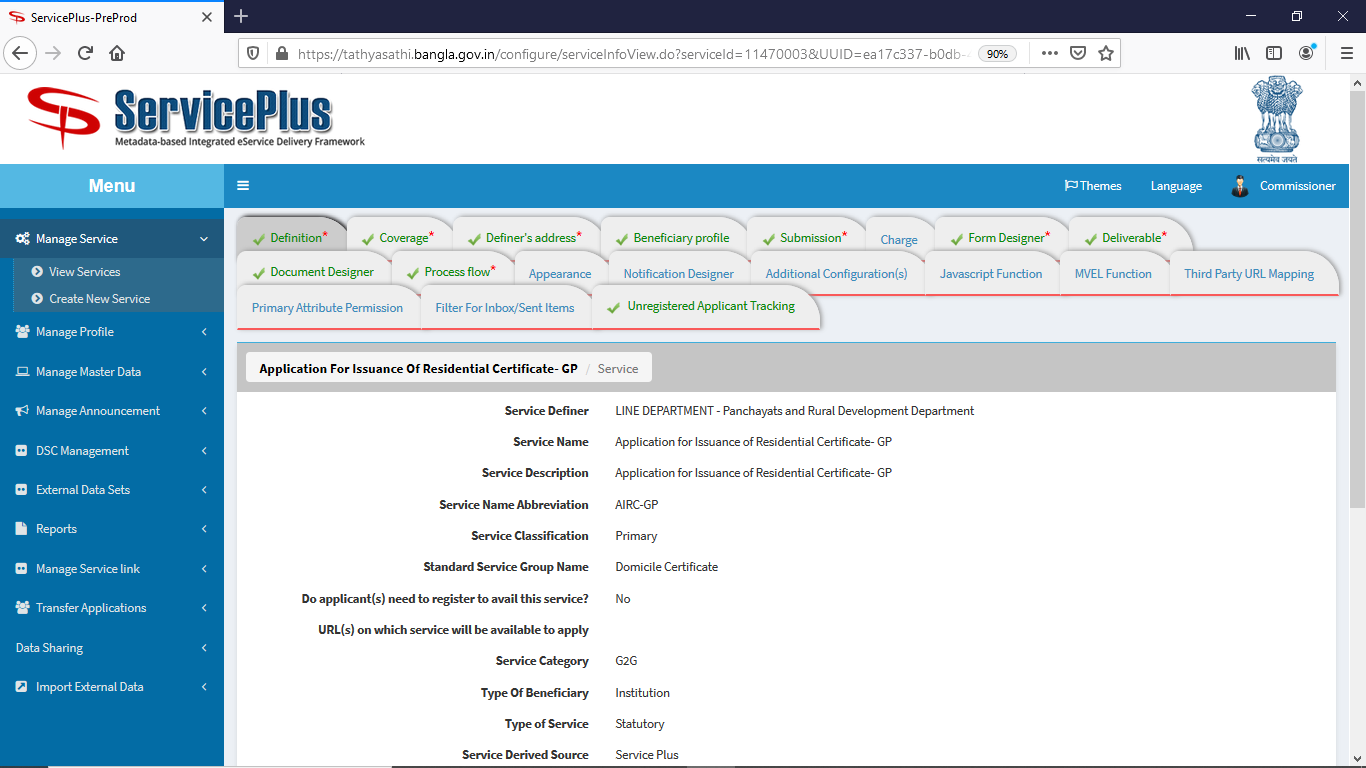 ServicePlus-PreProd
https://tathyasathi.bangla.gov.in/configure/serviceInfoView.do?serviceId=11470003&UUID=ea17c337-b0db-
90%
ServicePlus
Metadata-based Integrated eService Delivery Framework
सत्यमेव जयते
Menu
Themes
Language
Commissioner
Manage Service
View Services
Create New Service
Manage Profile
Manage Master Data
Manage Announcement
DSC Management
External Data Sets
Reports
Manage Service link
Transfer Applications
Data Sharing
Import External Data
Definition* Coverage* Definer's address* Beneficiary profile Submission* Charge Form Designer* Deliverable*
Document Designer Process flow* Appearance Notification Designer Additional Configuration(s) Javascript Function MVEL Function Third Party URL Mapping
Primary Attribute Permission Filter For Inbox/Sent Items Unregistered Applicant Tracking
Application For Issuance Of Residential Certificate- GP / Service
Service Definer LINE DEPARTMENT - Panchayats and Rural Development Department
Service Name Application for Issuance of Residential Certificate- GP
Service Description Application for Issuance of Residential Certificate- GP
Service Name Abbreviation AIRC-GP
Service Classification Primary
Standard Service Group Name Domicile Certificate
Do applicant(s) need to register to avail this service? No
URL(s) on which service will be available to apply
Service Category G2G
Type Of Beneficiary Institution
Type of Service Statutory
Service Derived Source Service Plus